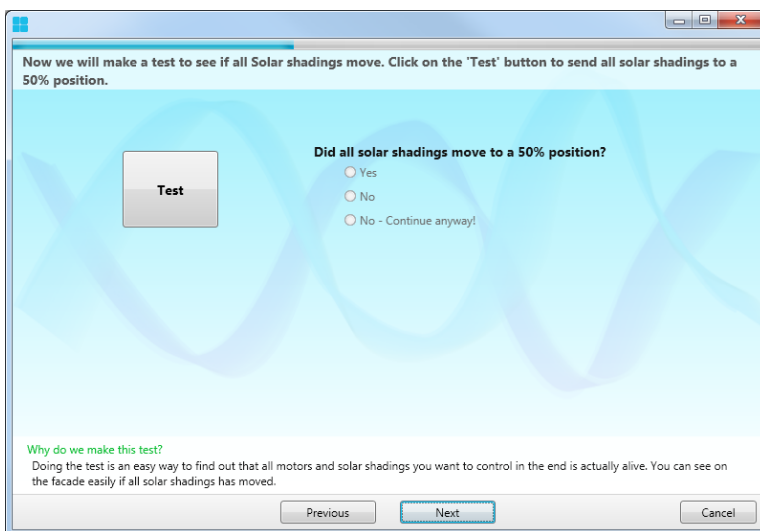 Now we will make a test to see if all Solar shadings move. Click on the 'Test' button to send all solar shadings to a
50% position.
Did all solar shadings move to a 50% position?
Test
Yes
No
No - Continue anyway!
Why do we make this test?
Doing the test is an easy way to find out that all motors and solar shadings you want to control in the end is actually alive. You can see on
the facade easily if all solar shadings has moved.
Previous
Next
Cancel